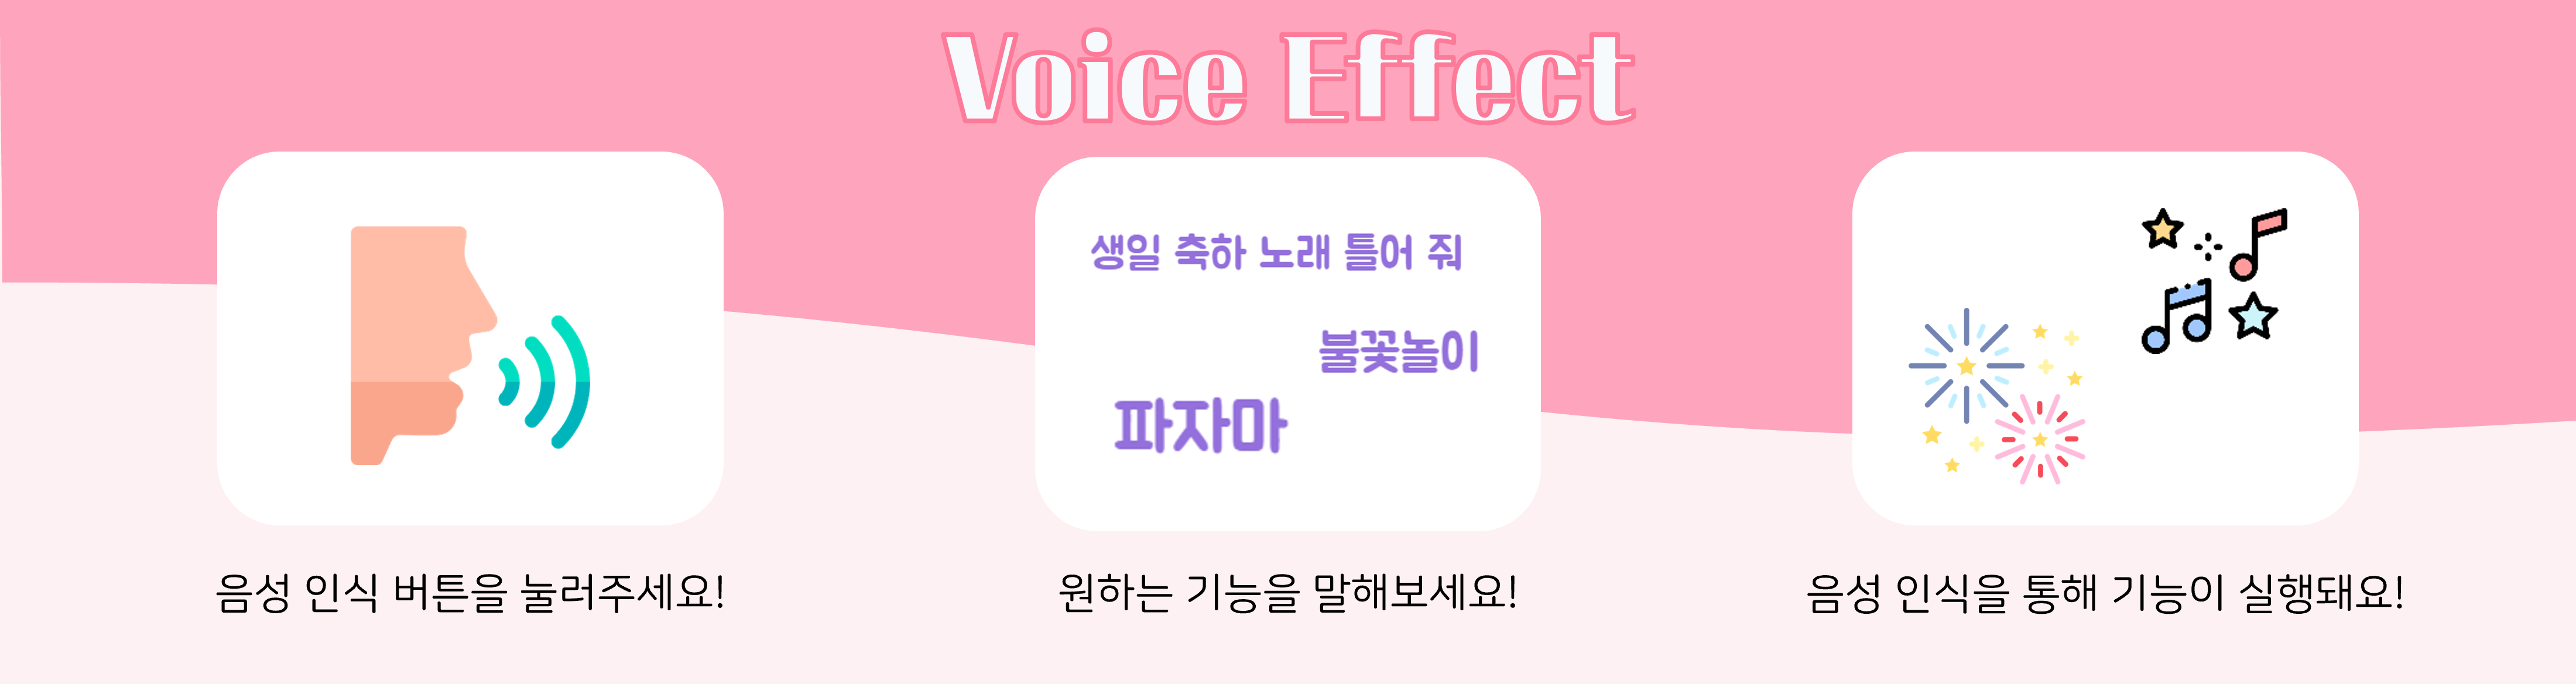 Voice Effect
생일 축하 노래 틀어 줘
불꽃놀이
파자마
음성 인식 버튼을 눌러주세요!
원하는 기능을 말해보세요!
음성 인식을 통해 기능이 실행돼요!